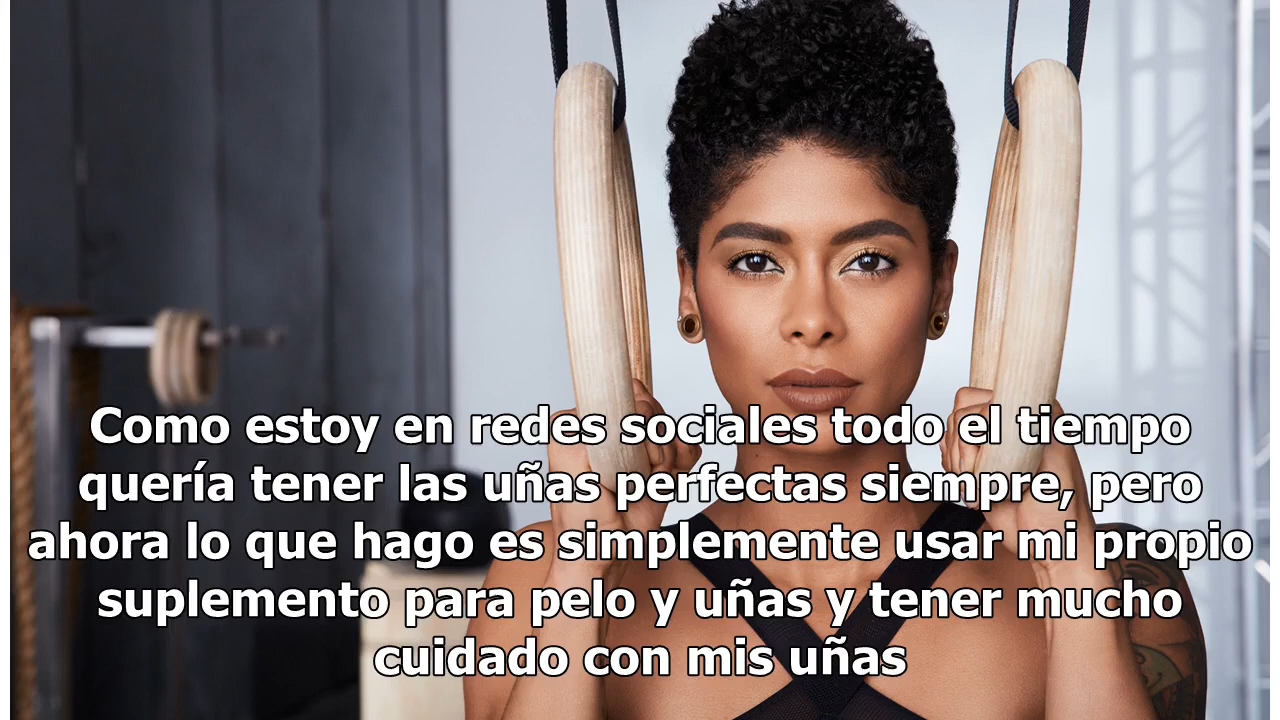 Como estoy en redes sociales todo el tiempo
quería tener las uñas perfectas siempre, pero
ahora lo que hago es simplemente usar mi propio
suplemento para pelo y uñas y tener mucho
cuidado con mis uñas